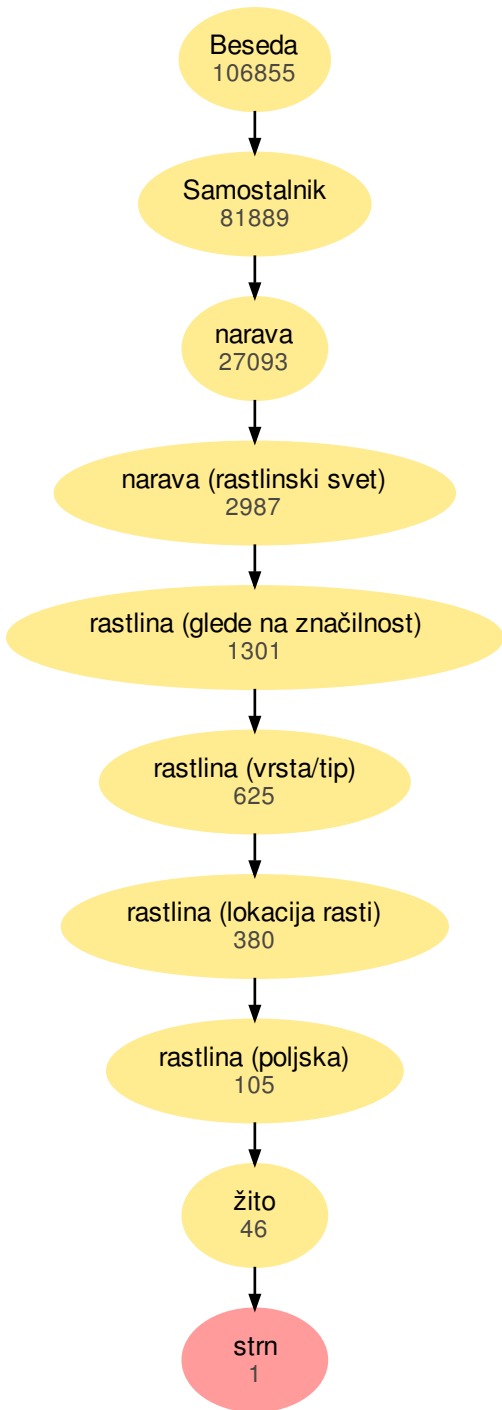 Beseda
106855
Samostalnik
81889
narava
27093
narava (rastlinski svet)
2987
rastlina (glede na značilnost)
1301
rastlina (vrsta/tip)
625
rastlina (lokacija rasti)
380
rastlina (poljska)
105
žito
46
strn
1